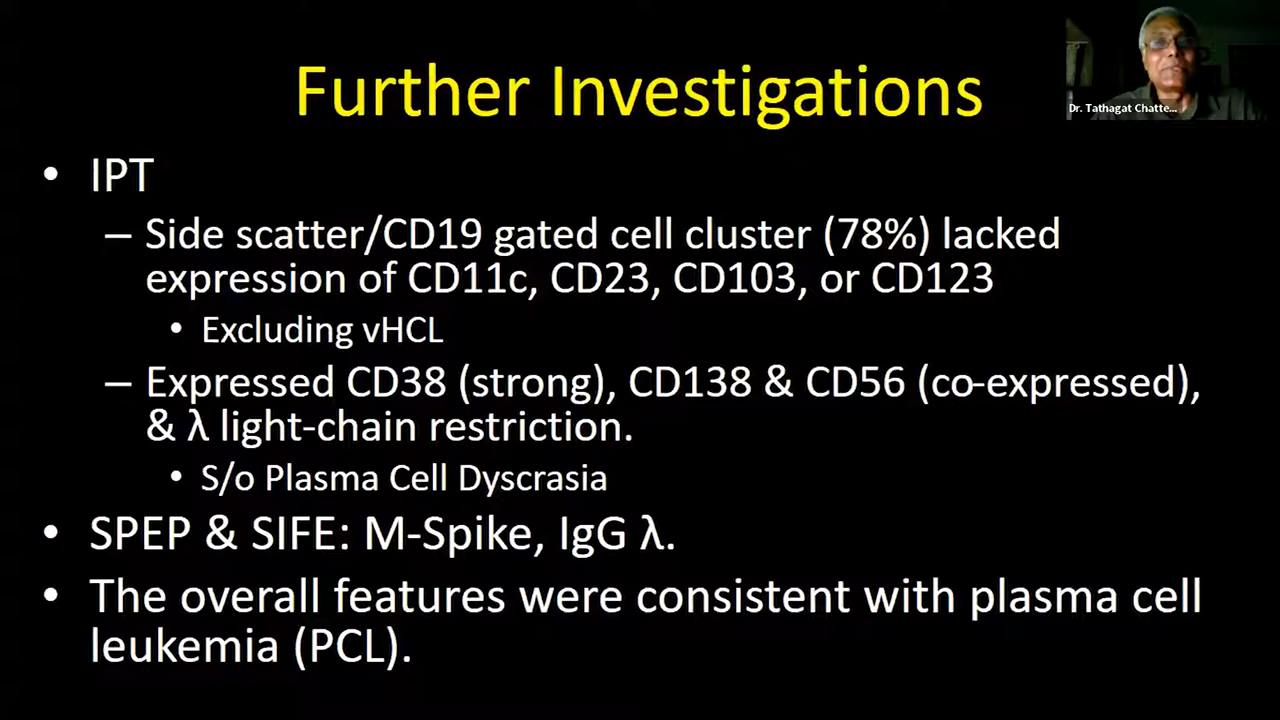 Further Investigations
Dr. Tathagat Chatte...
• IPT
– Side scatter/CD19 gated cell cluster (78%) lacked
expression of CD11c, CD23, CD103, or CD123
• Excluding vHCL
– Expressed CD38 (strong), CD138 & CD56 (co-expressed),
& λ light-chain restriction.
• S/o Plasma Cell Dyscrasia
• SPEP & SIFE: M-Spike, IgG λ.
• The overall features were consistent with plasma cell
leukemia (PCL).